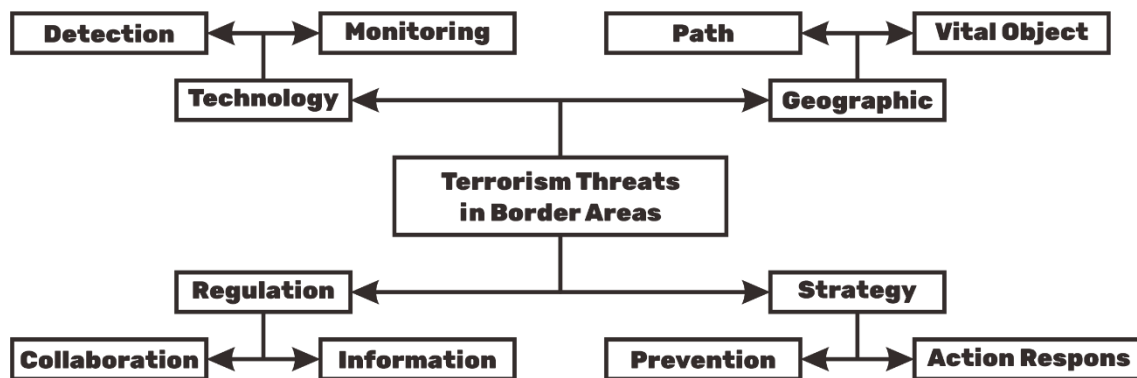 Detection
Monitoring
Path
Vital Object
Technology
Geographic
Terrorism Threats
in Border Areas
Regulation
Strategy
Collaboration
Information
Prevention
Action Respons